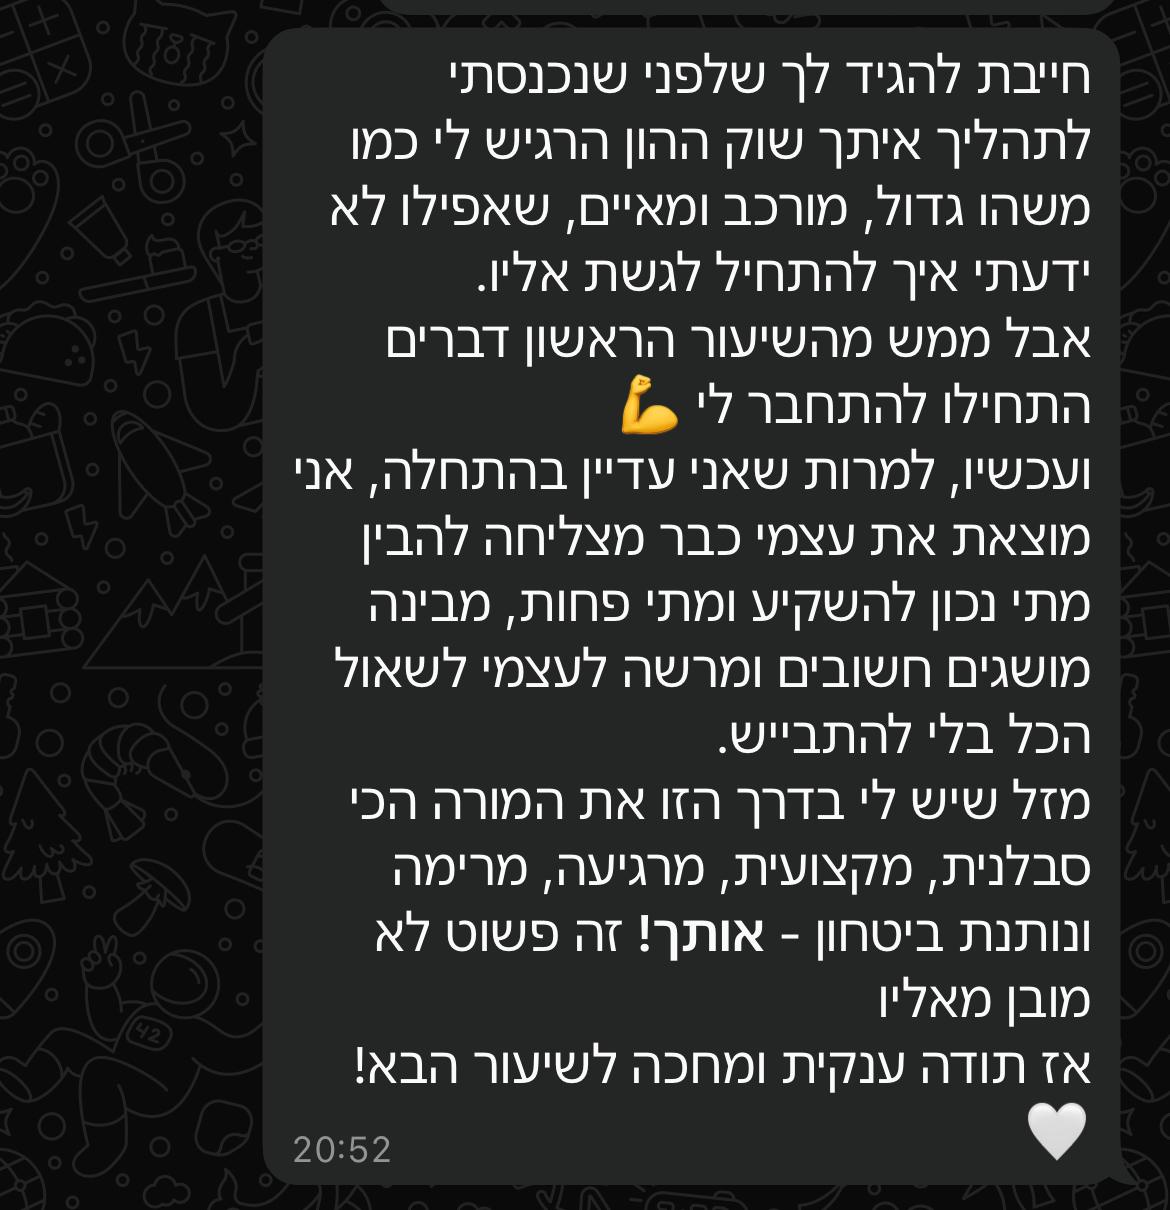 חייבת להגיד לך שלפני שנכנסתי
לתהליך איתך שוק ההון הרגיש לי כמו
משהו גדול, מורכב ומאיים, שאפילו לא
ידעתי איך להתחיל לגשת אליו.
אבל ממש מהשיעור הראשון דברים
התחילו להתחבר לי 💪
ועכשיו, למרות שאני עדיין בהתחלה, אני
מוצאת את עצמי כבר מצליחה להבין
מתי נכון להשקיע ומתי פחות, מבינה
מושגים חשובים ומרשה לעצמי לשאול
הכל בלי להתבייש.
מזל שיש לי בדרך הזו את המורה הכי
סבלנית, מקצועית, מרגיעה, מרימה
ונותנת ביטחון - אותך! זה פשוט לא
מובן מאליו
אז תודה ענקית ומחכה לשיעור הבא!
🤍
20:52
42